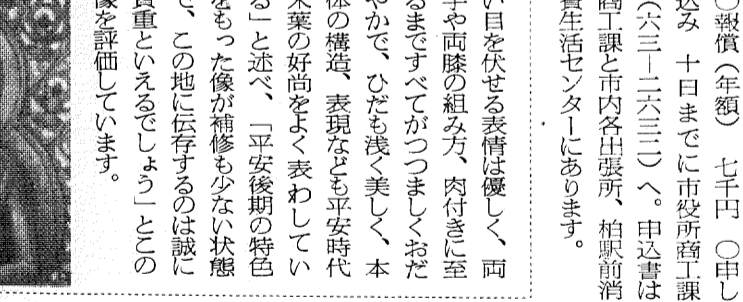 〇報償（年額）　七千円　〇申し
込み　十日までに市役所商工課
（六三—二六三二）へ。申込書は
商工課と市内各出張所、柏駅前消
費生活センターにあります。
い目を伏せる表情は優しく、両
手や両膝の組み方、肉付きに至
るまですべてがつつましくおだ
やかで、ひだも浅く美しく、本
体の構造、表現なども平安時代
末葉の好尚をよく表わしてい
る」と述べ、「平安後期の特色
をもった像が補修も少ない状態
で、この地に伝存するのは誠に
貴重といえるでしょう」とこの
像を評価しています。